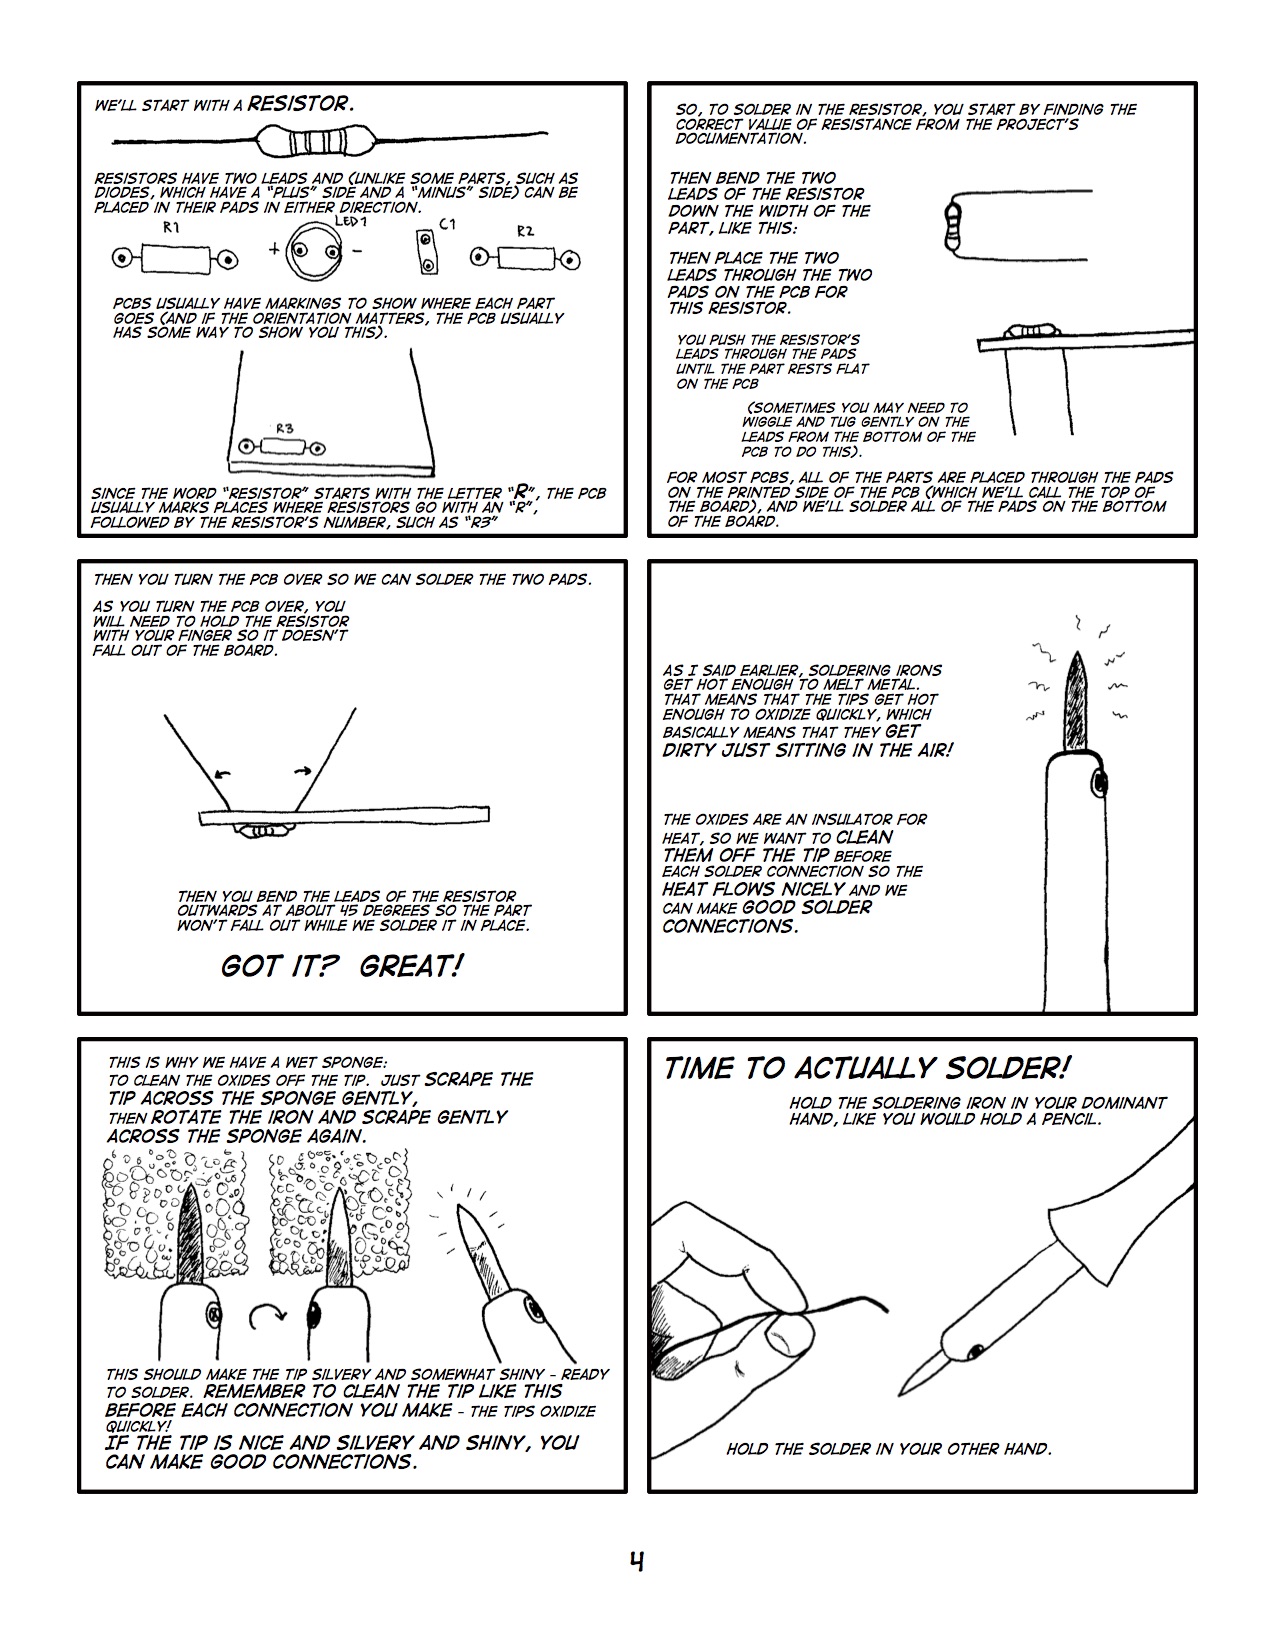 WE'LL START WITH A RESISTOR.
RESISTORS HAVE TWO LEADS AND (UNLIKE SOME PARTS, SUCH AS
DIODES, WHICH HAVE A "PLUS" SIDE AND A "MINUS" SIDE) CAN BE
PLACED IN THEIR PADS IN EITHER DIRECTION.
R1
+
LED1
-
C1
R2
PCBS USUALLY HAVE MARKINGS TO SHOW WHERE EACH PART
GOES (AND IF THE ORIENTATION MATTERS, THE PCB USUALLY
HAS SOME WAY TO SHOW YOU THIS).
R3
SINCE THE WORD "RESISTOR" STARTS WITH THE LETTER "R", THE PCB
USUALLY MARKS PLACES WHERE RESISTORS GO WITH AN "R",
FOLLOWED BY THE RESISTOR'S NUMBER, SUCH AS "R3"
SO, TO SOLDER IN THE RESISTOR, YOU START BY FINDING THE
CORRECT VALUE OF RESISTANCE FROM THE PROJECT'S
DOCUMENTATION.
THEN BEND THE TWO
LEADS OF THE RESISTOR
DOWN THE WIDTH OF THE
PART, LIKE THIS:
THEN PLACE THE TWO
LEADS THROUGH THE TWO
PADS ON THE PCB FOR
THIS RESISTOR.
YOU PUSH THE RESISTOR'S
LEADS THROUGH THE PADS
UNTIL THE PART RESTS FLAT
ON THE PCB
(SOMETIMES YOU MAY NEED TO
WIGGLE AND TUG GENTLY ON THE
LEADS FROM THE BOTTOM OF THE
PCB TO DO THIS).
FOR MOST PCBS, ALL OF THE PARTS ARE PLACED THROUGH THE PADS
ON THE PRINTED SIDE OF THE PCB (WHICH WE'LL CALL THE TOP OF
THE BOARD), AND WE'LL SOLDER ALL OF THE PADS ON THE BOTTOM
OF THE BOARD.
THEN YOU TURN THE PCB OVER SO WE CAN SOLDER THE TWO PADS.
AS YOU TURN THE PCB OVER, YOU
WILL NEED TO HOLD THE RESISTOR
WITH YOUR FINGER SO IT DOESN'T
FALL OUT OF THE BOARD.
THEN YOU BEND THE LEADS OF THE RESISTOR
OUTWARDS AT ABOUT 45 DEGREES SO THE PART
WON'T FALL OUT WHILE WE SOLDER IT IN PLACE.
GOT IT? GREAT!
AS I SAID EARLIER, SOLDERING IRONS
GET HOT ENOUGH TO MELT METAL.
THAT MEANS THAT THE TIPS GET HOT
ENOUGH TO OXIDIZE QUICKLY, WHICH
BASICALLY MEANS THAT THEY GET
DIRTY JUST SITTING IN THE AIR!
THE OXIDES ARE AN INSULATOR FOR
HEAT, SO WE WANT TO CLEAN
THEM OFF THE TIP BEFORE
EACH SOLDER CONNECTION SO THE
HEAT FLOWS NICELY AND WE
CAN MAKE GOOD SOLDER
CONNECTIONS.
THIS IS WHY WE HAVE A WET SPONGE:
TO CLEAN THE OXIDES OFF THE TIP. JUST SCRAPE THE
TIP ACROSS THE SPONGE GENTLY,
THEN ROTATE THE IRON AND SCRAPE GENTLY
ACROSS THE SPONGE AGAIN.
THIS SHOULD MAKE THE TIP SILVERY AND SOMEWHAT SHINY - READY
TO SOLDER. REMEMBER TO CLEAN THE TIP LIKE THIS
BEFORE EACH CONNECTION YOU MAKE - THE TIPS OXIDIZE
QUICKLY!
IF THE TIP IS NICE AND SILVERY AND SHINY, YOU
CAN MAKE GOOD CONNECTIONS.
TIME TO ACTUALLY SOLDER!
HOLD THE SOLDERING IRON IN YOUR DOMINANT
HAND, LIKE YOU WOULD HOLD A PENCIL.
HOLD THE SOLDER IN YOUR OTHER HAND.
4